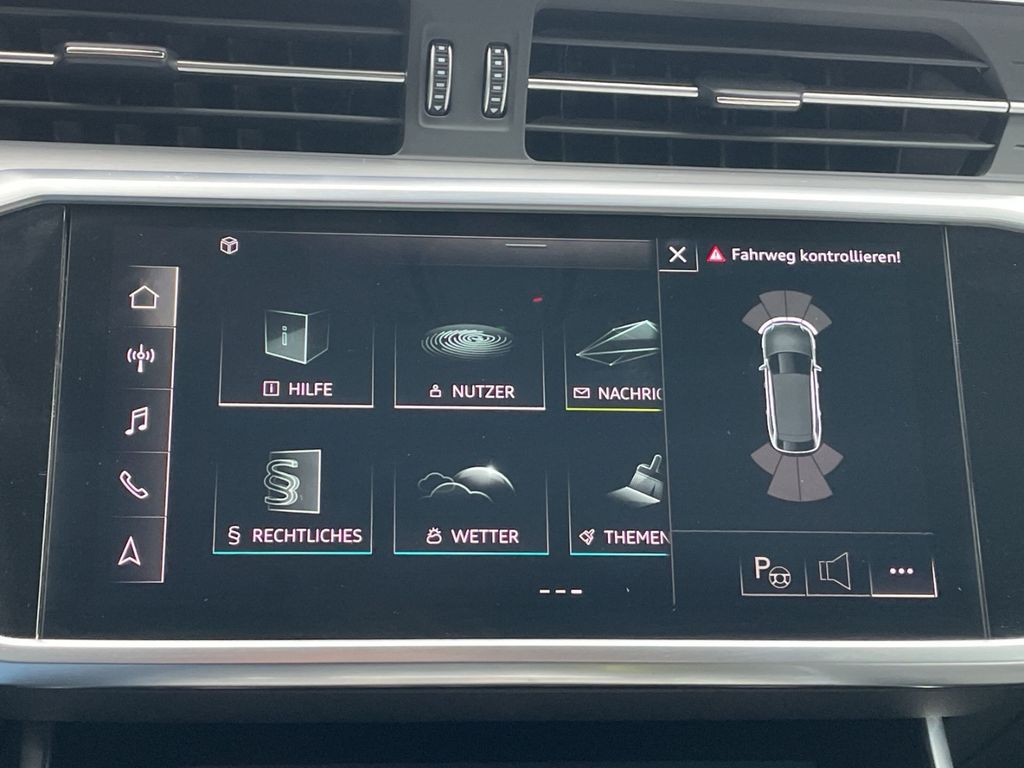 Fahrweg kontrollieren!
i
i HILFE
NUTZER
NACHRIC
§
§ RECHTLICHES
WETTER
THEMEN
P